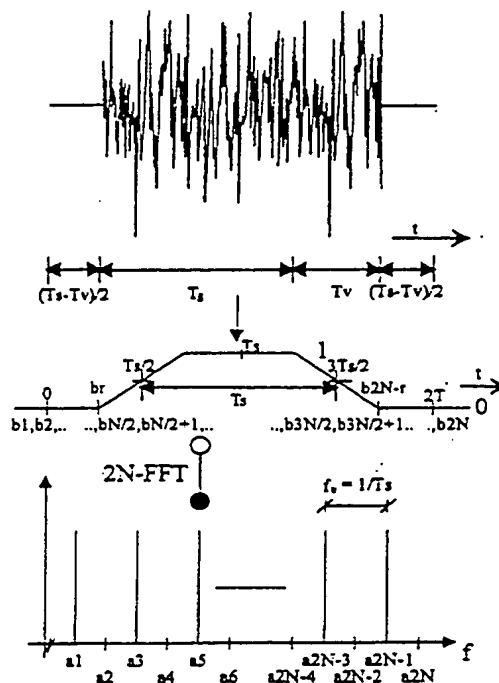 t
(Ts-Tv)/2 Ts Tv (Ts-Tv)/2
Ts 1
Ts/2 3Ts/2
0 br Ts b2N-r 2T t
0
b1,b2,.. ..,bN/2,bN/2+1,.. ..,b3N/2,b3N/2+1... ..,b2N
2N-FFT
fu = 1/Ts
a1 a3 a5 a2N-3 a2N-1 f
a2 a4 a6 a2N-4 a2N-2 a2N